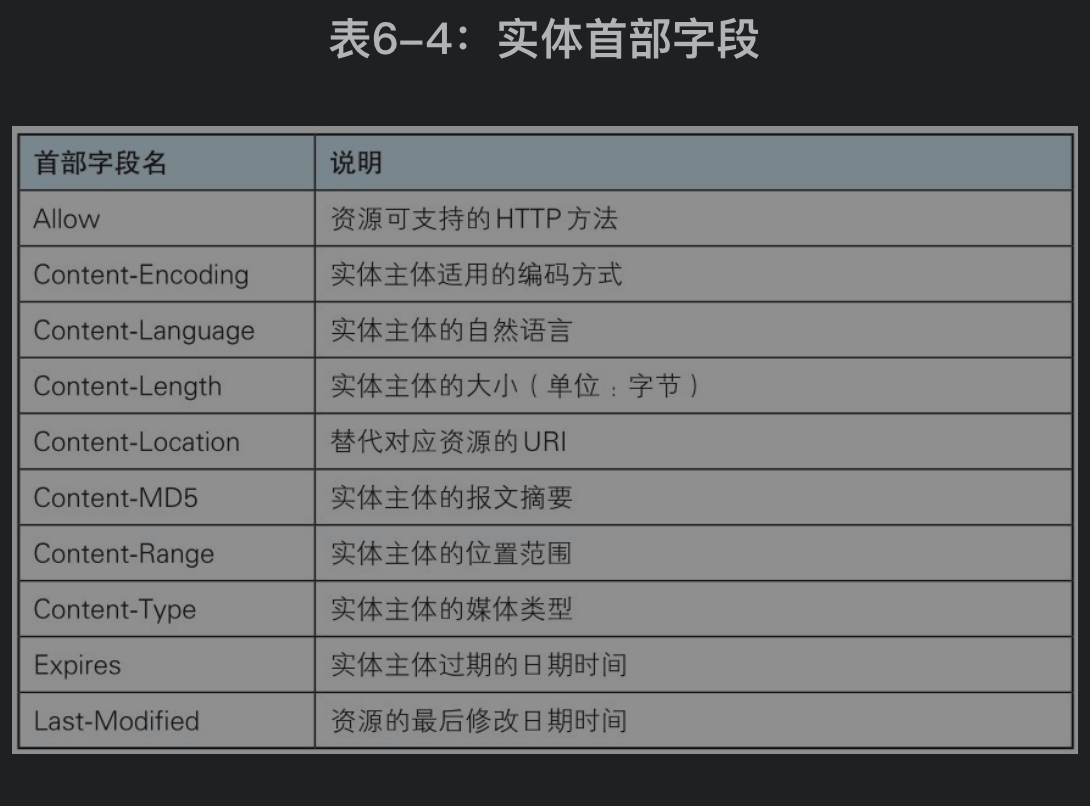 表6–4：实体首部字段
首部字段名 说明
Allow 资源可支持的HTTP方法
Content-Encoding 实体主体适用的编码方式
Content-Language 实体主体的自然语言
Content-Length 实体主体的大小（单位：字节）
Content-Location 替代对应资源的URI
Content-MD5 实体主体的报文摘要
Content-Range 实体主体的位置范围
Content-Type 实体主体的媒体类型
Expires 实体主体过期的日期时间
Last-Modified 资源的最后修改日期时间